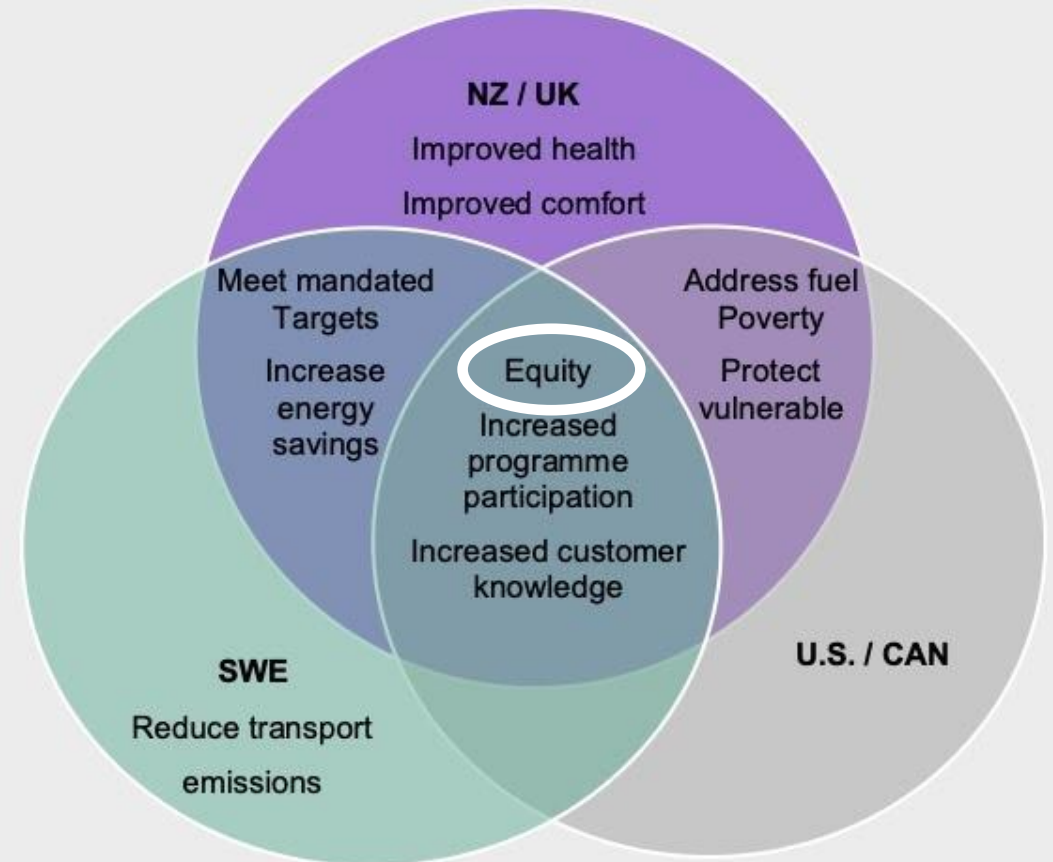 NZ / UK
Improved health
Improved comfort
Meet mandated
Targets
Increase
energy
savings
Equity
Increased
programme
participation
Increased customer
knowledge
Address fuel
Poverty
Protect
vulnerable
SWE
Reduce transport
emissions
U.S. / CAN